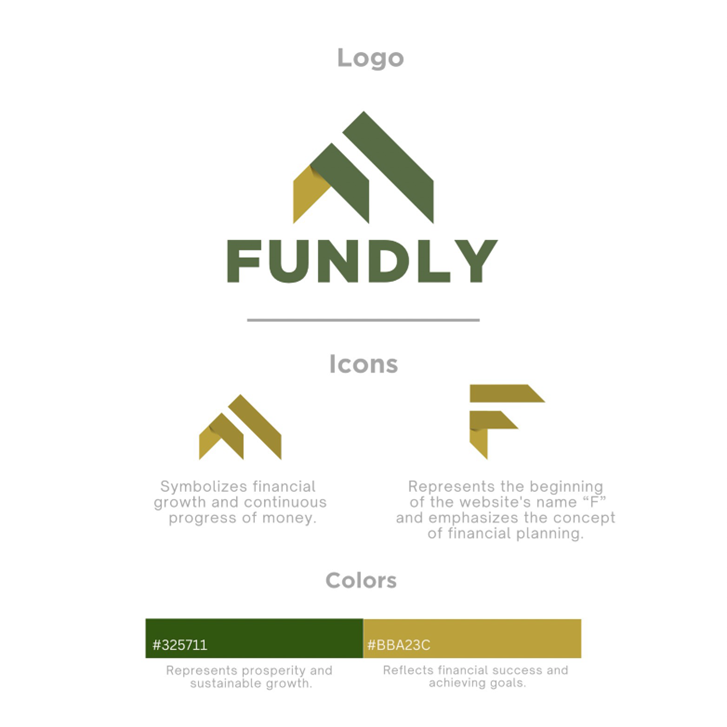 Logo
FUNDLY
Icons
Symbolizes financial
growth and continuous
progress of money.
Represents the beginning
of the website's name “F”
and emphasizes the concept
of financial planning.
Colors
#325711
#BBA23C
Represents prosperity and
sustainable growth.
Reflects financial success and
achieving goals.